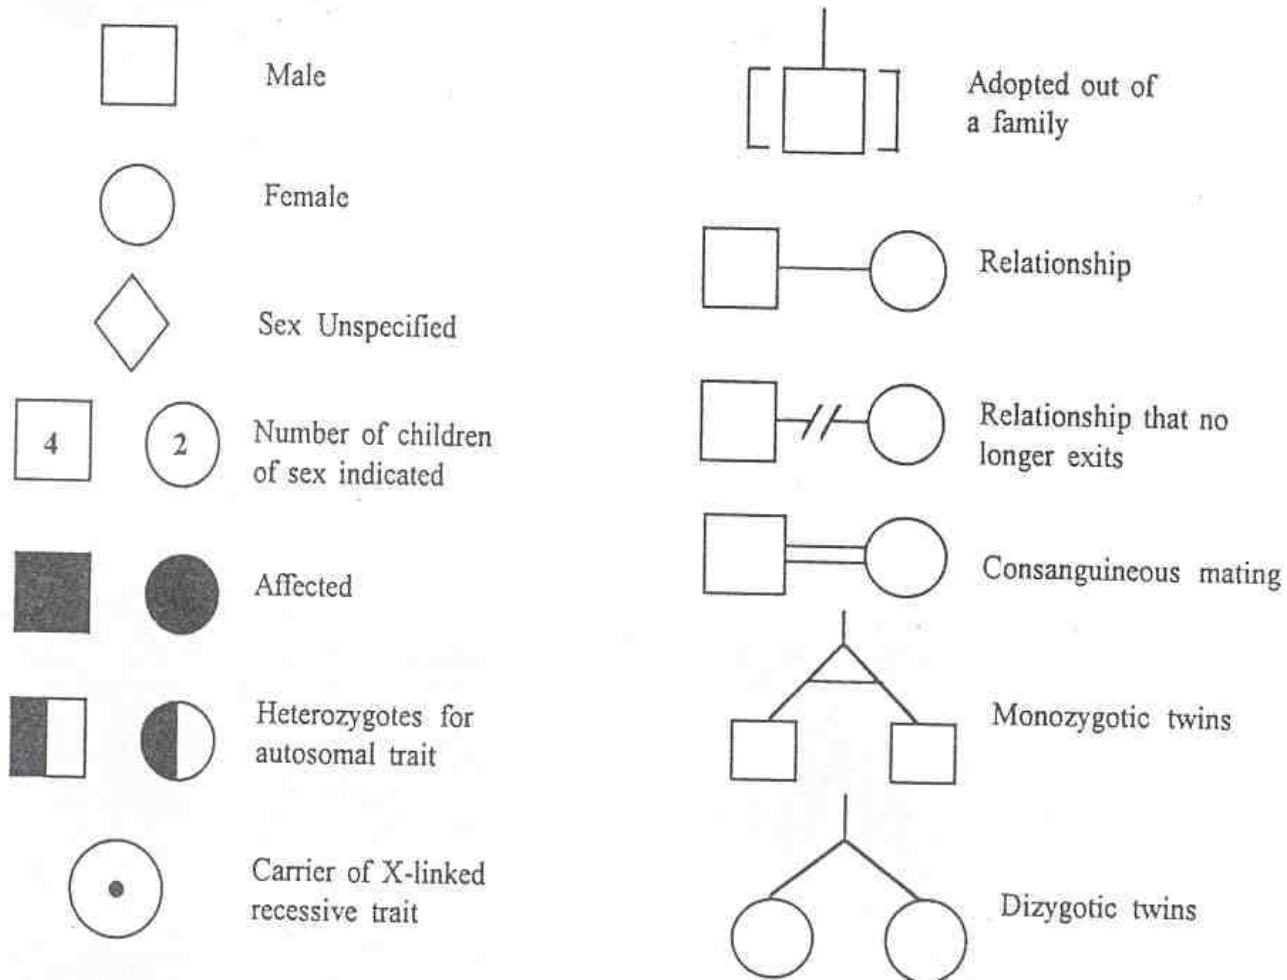 Male
Female
Sex Unspecified
4
2
Number of children
of sex indicated
Affected
Heterozygotes for
autosomal trait
Carrier of X-linked
recessive trait
Adopted out of
a family
Relationship
Relationship that no
longer exits
Consanguineous mating
Monozygotic twins
Dizygotic twins